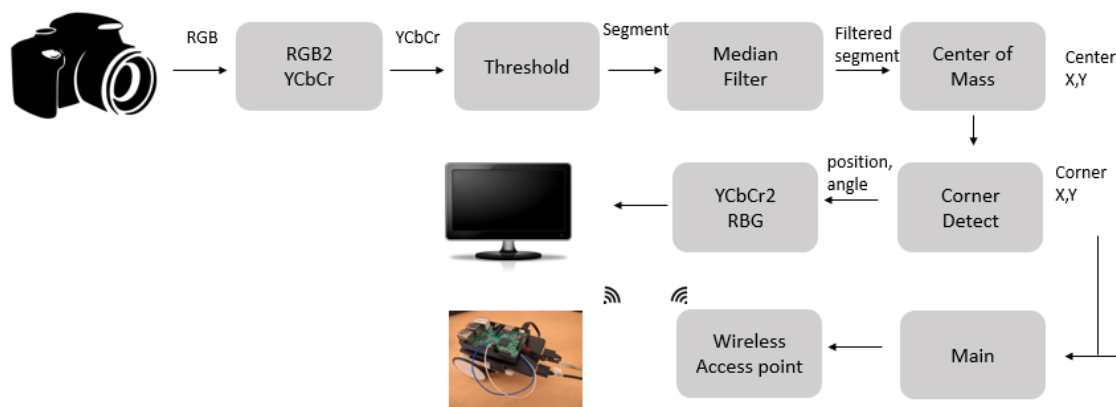 RGB
RGB2
YCbCr
YCbCr
Threshold
Segment
Median
Filter
Filtered
segment
Center of
Mass
Center
X,Y
YCbCr2
RBG
position,
angle
Corner
Detect
Corner
X,Y
Wireless
Access point
Main